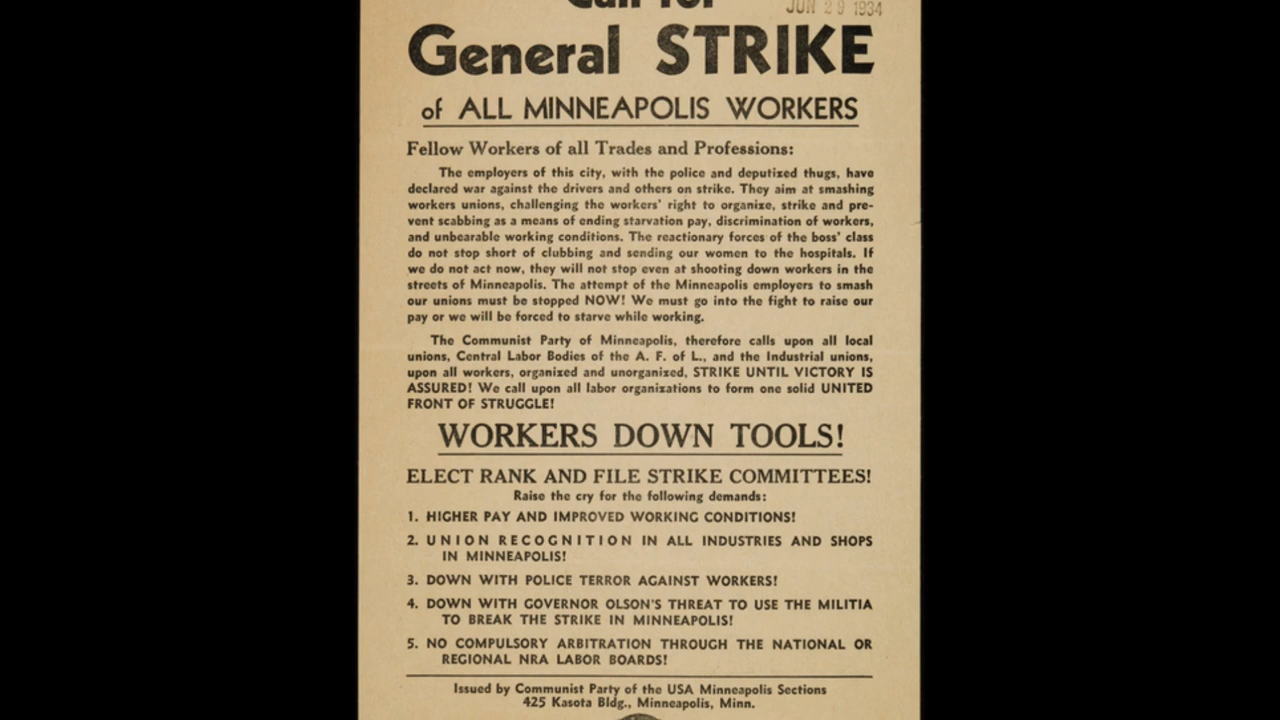 Call for
JUN 29 1934
General STRIKE
of ALL MINNEAPOLIS WORKERS
Fellow Workers of all Trades and Professions:
The employers of this city, with the police and deputized thugs, have
declared war against the drivers and others on strike. They aim at smashing
workers unions, challenging the workers' right to organize, strike and pre-
vent scabbing as a means of ending starvation pay, discrimination of workers,
and unbearable working conditions. The reactionary forces of the boss' class
do not stop short of clubbing and sending our women to the hospitals. If
we do not act now, they will not stop even at shooting down workers in the
streets of Minneapolis. The attempt of the Minneapolis employers to smash
our unions must be stopped NOW! We must go into the fight to raise our
pay or we will be forced to starve while working.
The Communist Party of Minneapolis, therefore calls upon all local
unions, Central Labor Bodies of the A. F. of L., and the Industrial unions,
upon all workers, organized and unorganized, STRIKE UNTIL VICTORY IS
ASSURED! We call upon all labor organizations to form one solid UNITED
FRONT OF STRUGGLE!
WORKERS DOWN TOOLS!
ELECT RANK AND FILE STRIKE COMMITTEES!
Raise the cry for the following demands:
1. HIGHER PAY AND IMPROVED WORKING CONDITIONS!
2. UNION RECOGNITION IN ALL INDUSTRIES AND SHOPS
IN MINNEAPOLIS!
3. DOWN WITH POLICE TERROR AGAINST WORKERS!
4. DOWN WITH GOVERNOR OLSON'S THREAT TO USE THE MILITIA
TO BREAK THE STRIKE IN MINNEAPOLIS!
5. NO COMPULSORY ARBITRATION THROUGH THE NATIONAL OR
REGIONAL NRA LABOR BOARDS!
Issued by Communist Party of the USA Minneapolis Sections
425 Kasota Bldg., Minneapolis, Minn.